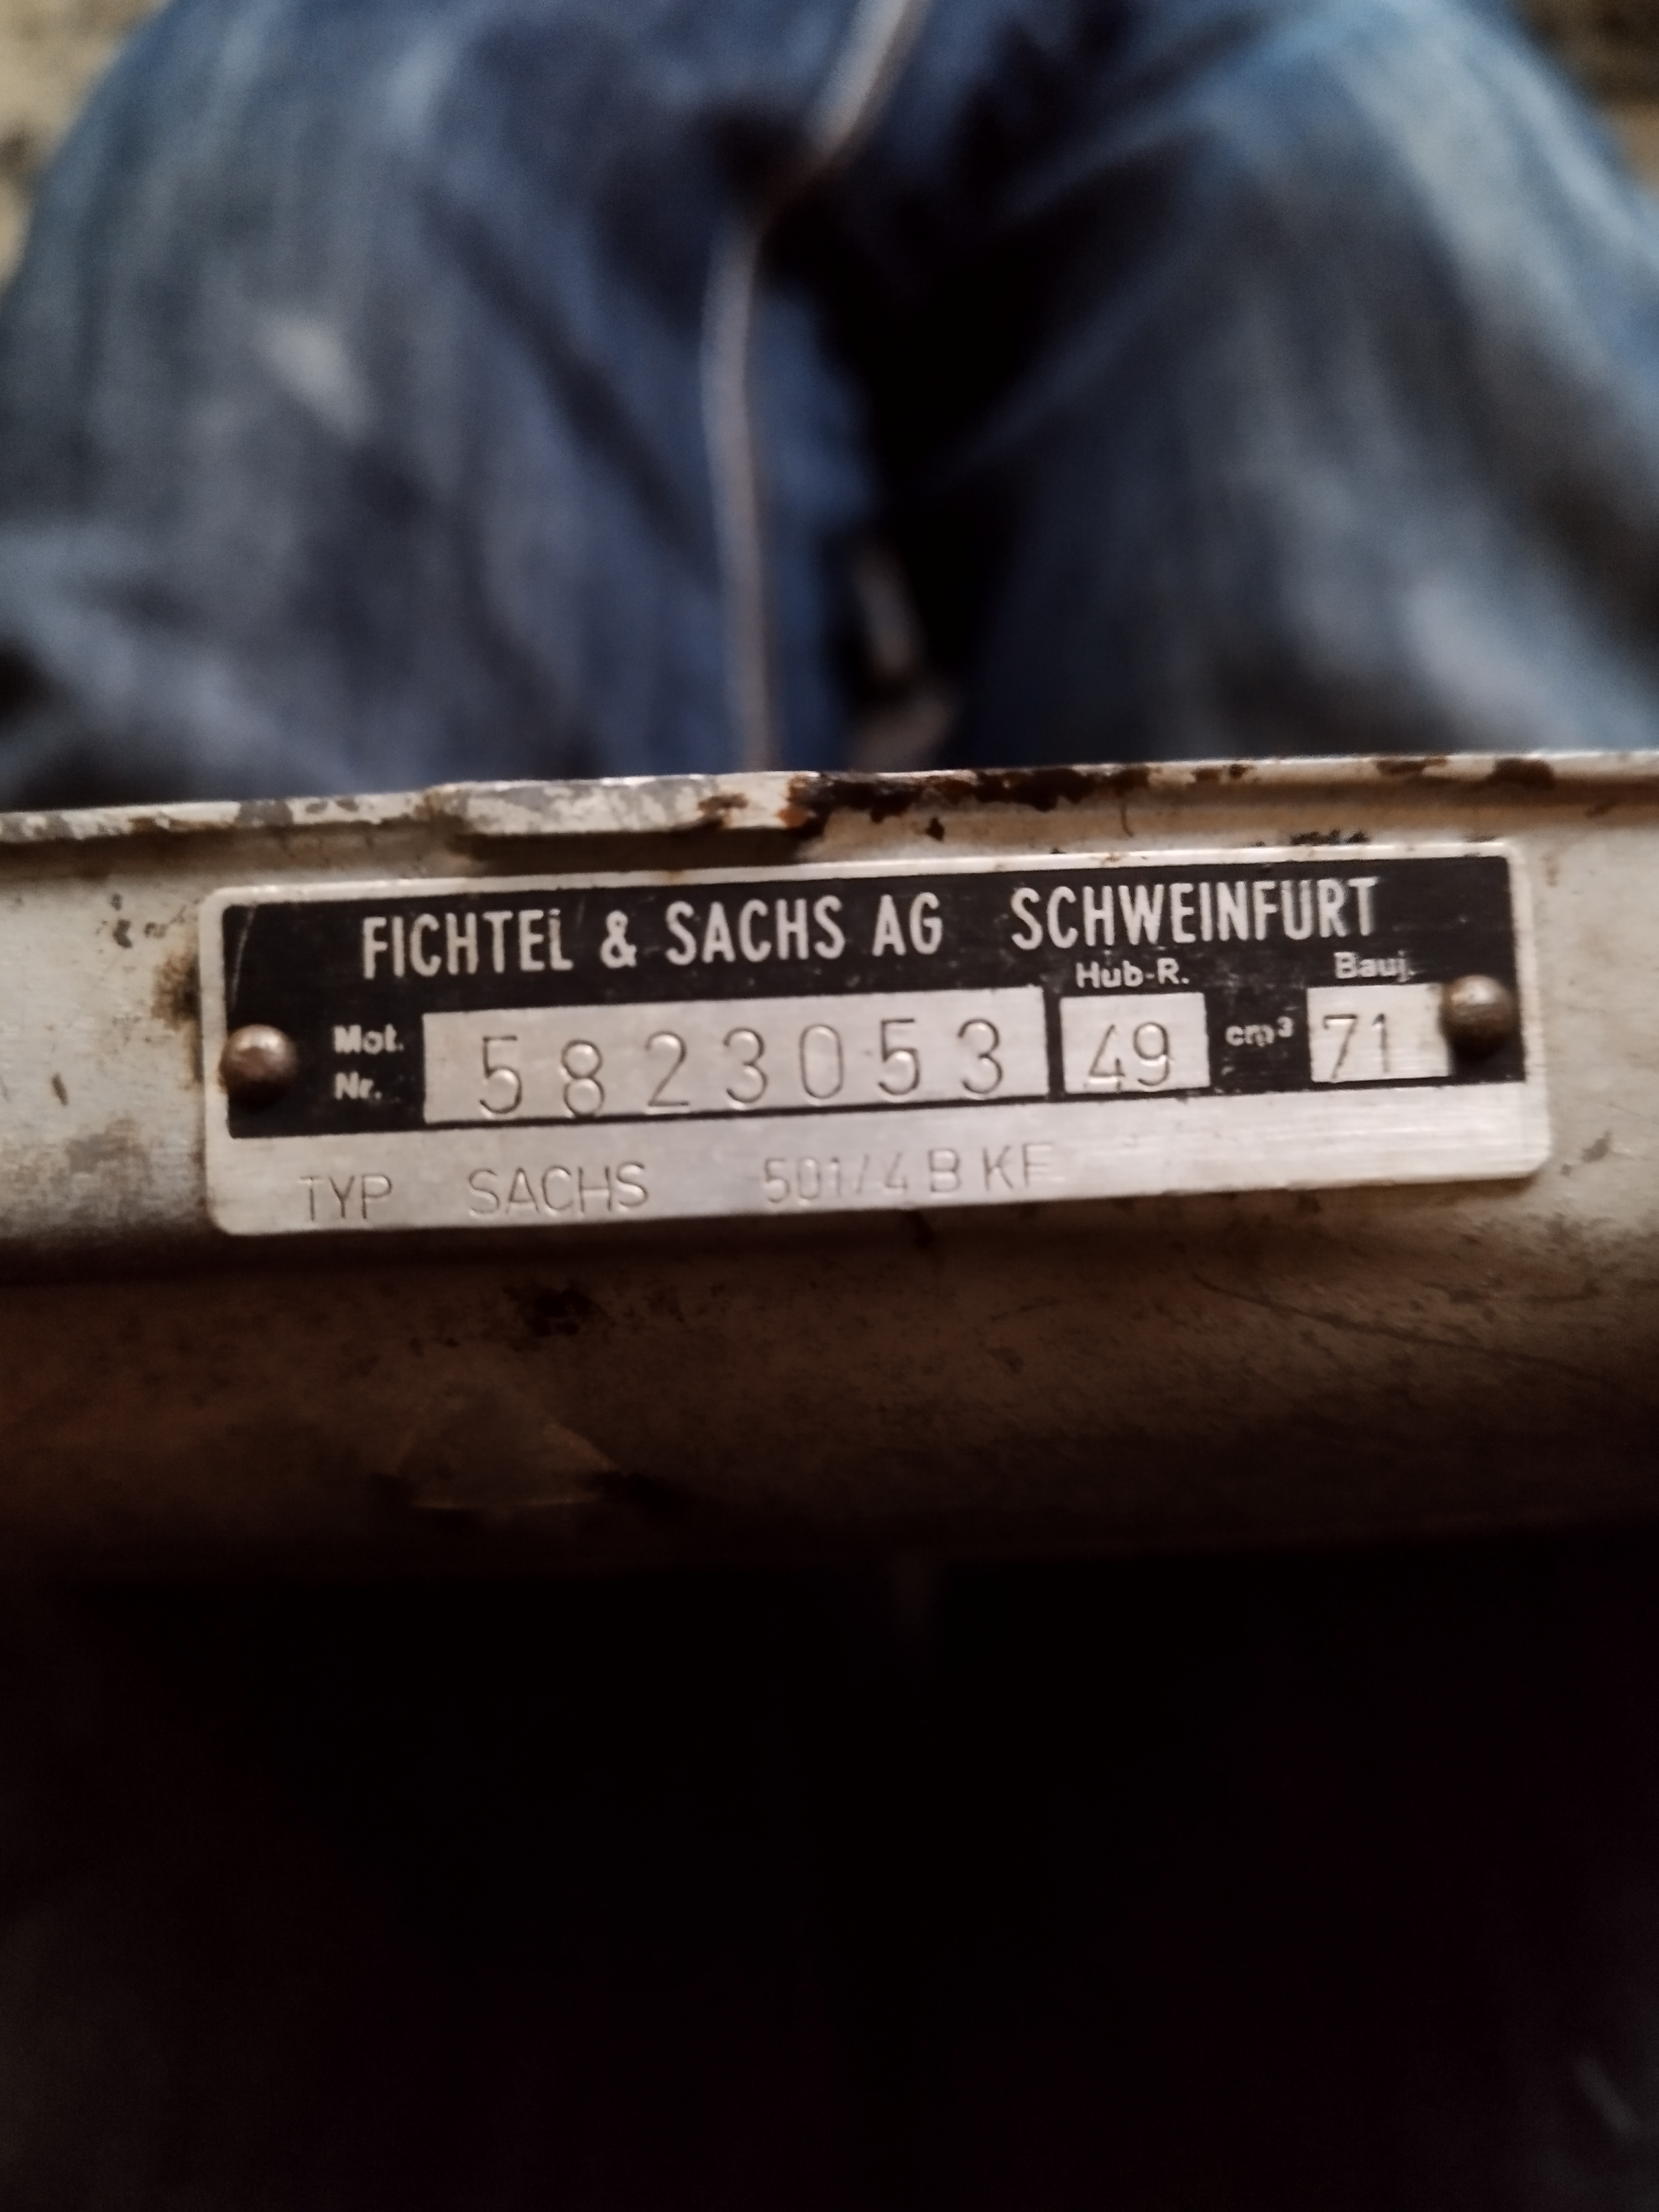 FICHTEL & SACHS AG SCHWEINFURT
Hub-R. Bauj.
Mot. Nr. 5823053 49 cm³ 71
TYP SACHS 501/4 B KF